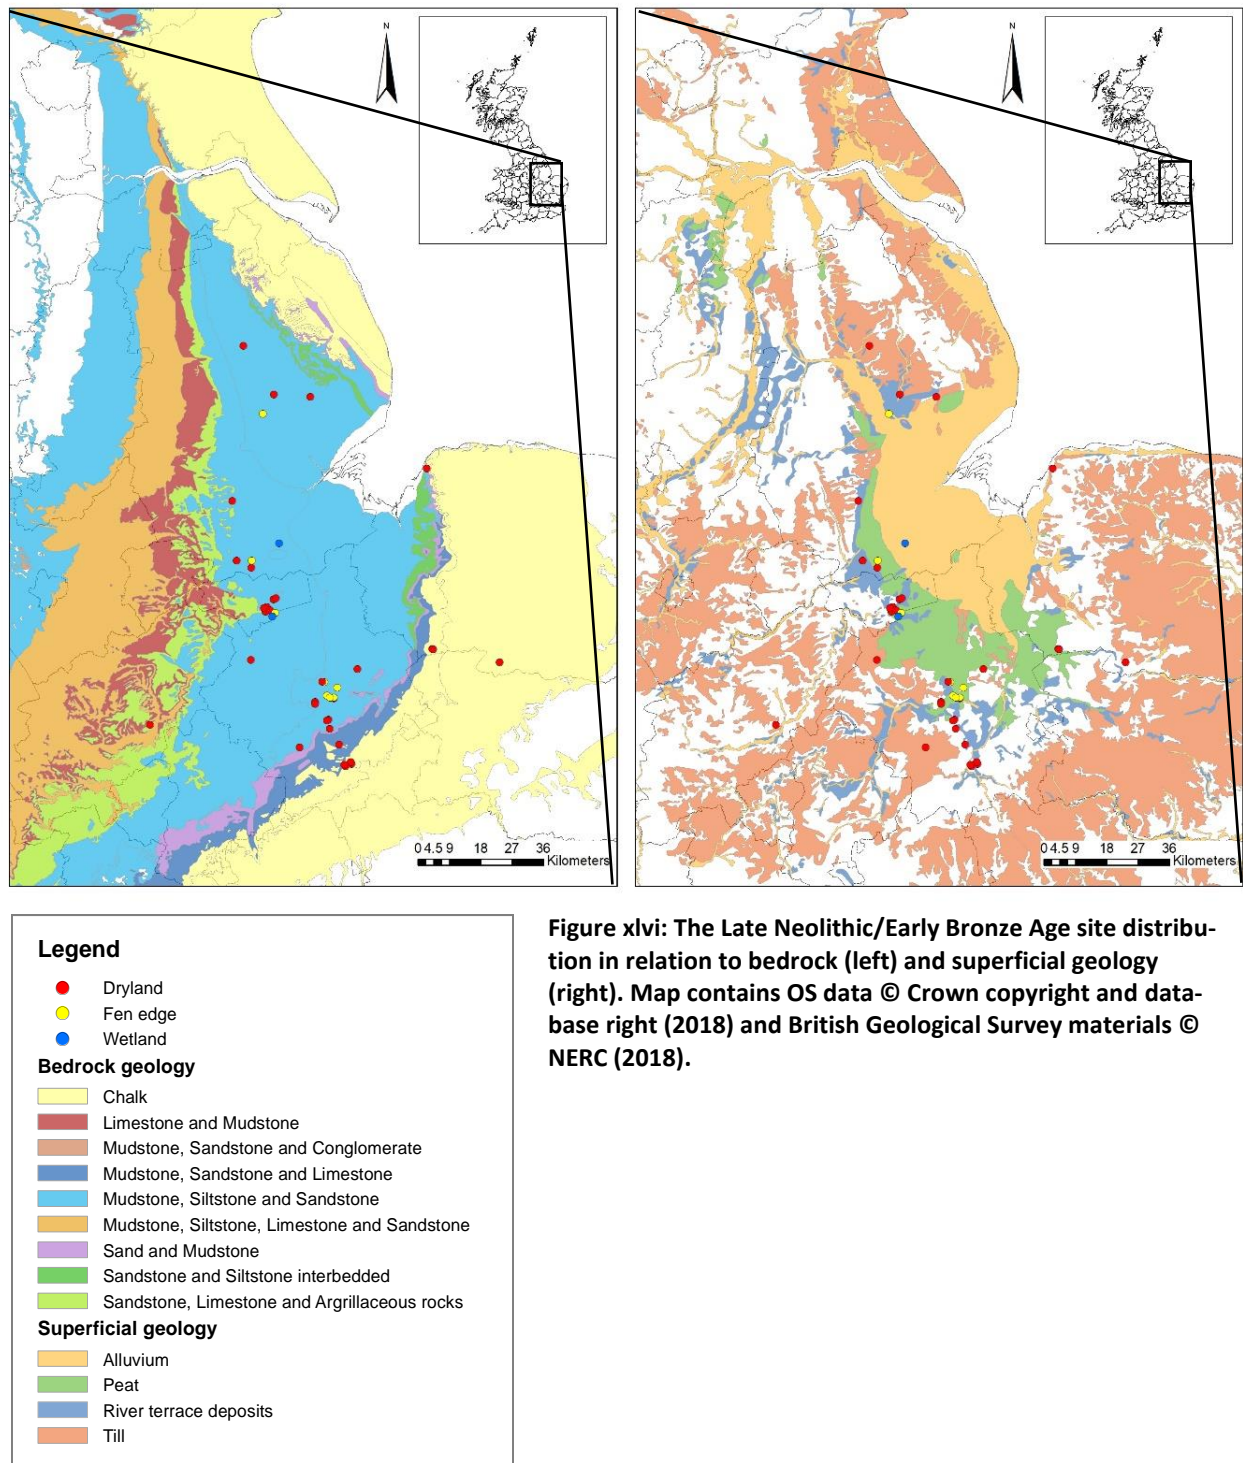 N
0 4.5 9 18 27 36
Kilometers
N
0 4.5 9 18 27 36
Kilometers
Legend
Dryland
Fen edge
Wetland
Bedrock geology
Chalk
Limestone and Mudstone
Mudstone, Sandstone and Conglomerate
Mudstone, Sandstone and Limestone
Mudstone, Siltstone and Sandstone
Mudstone, Siltstone, Limestone and Sandstone
Sand and Mudstone
Sandstone and Siltstone interbedded
Sandstone, Limestone and Argrillaceous rocks
Superficial geology
Alluvium
Peat
River terrace deposits
Till
Figure xlvi: The Late Neolithic/Early Bronze Age site distribu-
tion in relation to bedrock (left) and superficial geology
(right). Map contains OS data © Crown copyright and data-
base right (2018) and British Geological Survey materials ©
NERC (2018).